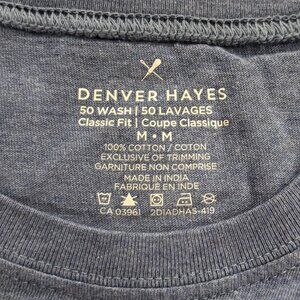 DENVER HAYES
50 WASH | 50 LAVAGES
Classic Fit | Coupe Classique
M • M
100% COTTON / COTON
EXCLUSIVE OF TRIMMING
GARNITURE NON COMPRISE
MADE IN INDIA
FABRIQUÉ EN INDE
CA 03961 2DIADHAS-419